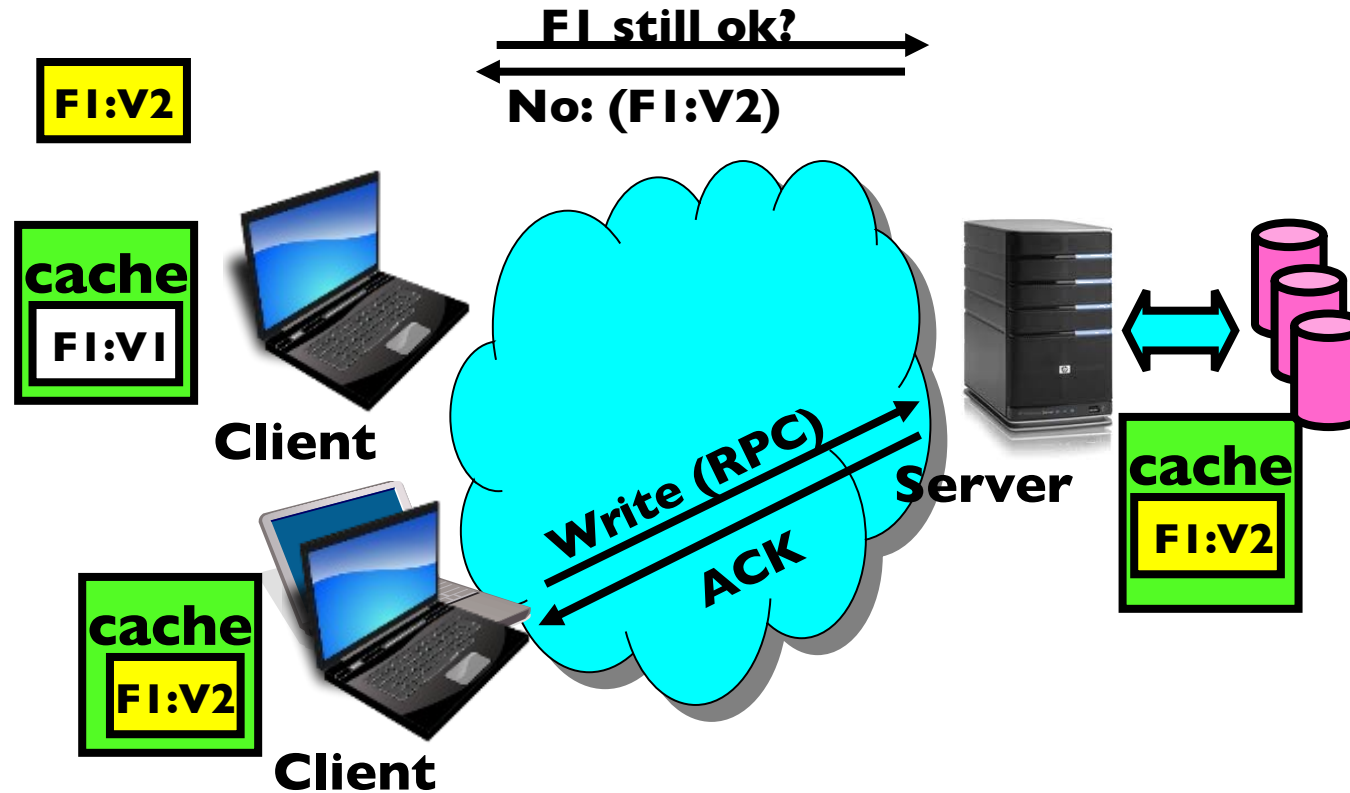 F1 still ok?
No: (F1:V2)
F1:V2
cache
F1:V1
Client
Write (RPC)
ACK
Server
cache
F1:V2
cache
F1:V2
Client